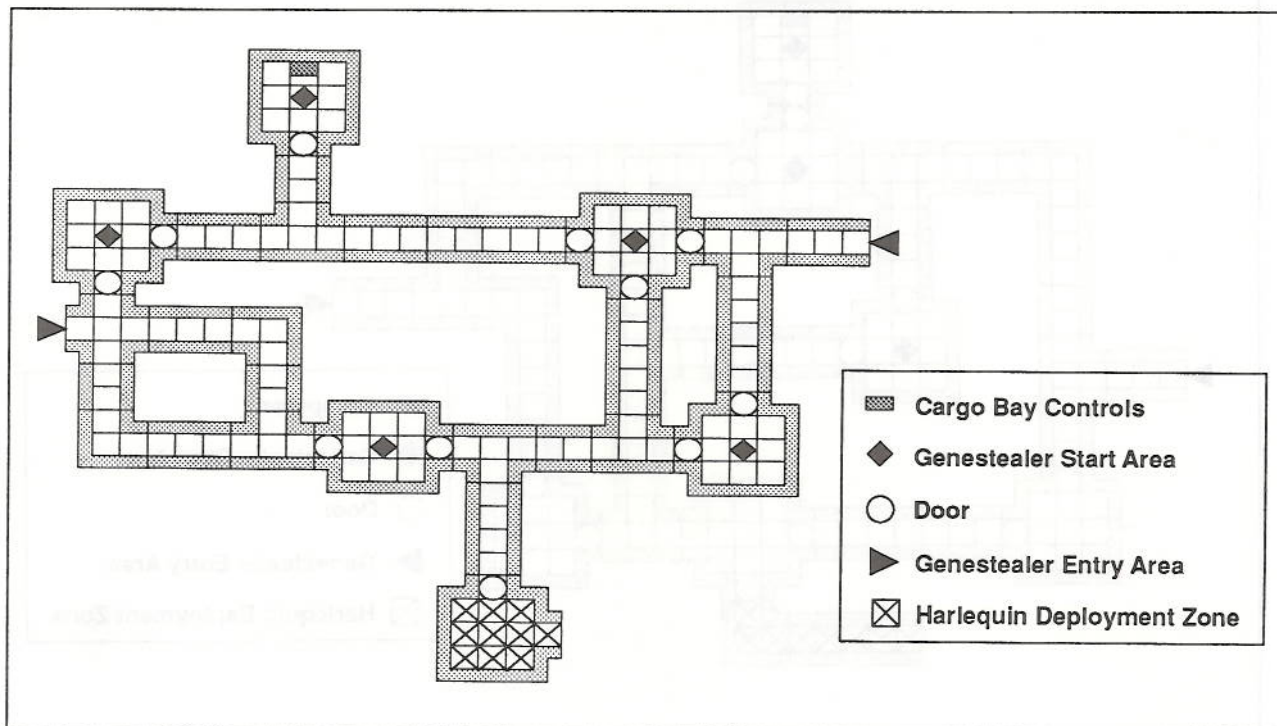 Cargo Bay Controls
Genestealer Start Area
Door
Genestealer Entry Area
Harlequin Deployment Zone